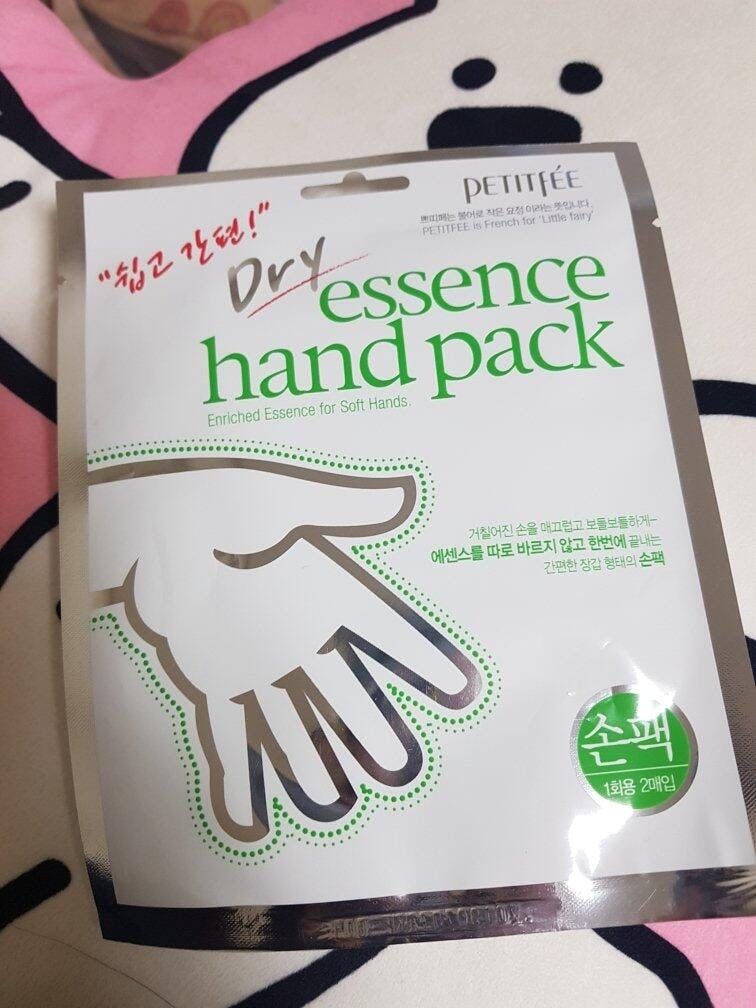 PETITFÉE
쁘띠페는 불어로 작은 요정 이라는 뜻입니다.
PETITFEE is French for 'Little fairy'
"쉽고 간편!"
Dry
essence
hand pack
Enriched Essence for Soft Hands.
거칠어진 손을 매끄럽고 보들보들하게~
에센스를 따로 바르지 않고 한번에 끝내는
간편한 장갑 형태의 손팩
손팩
1회용 2매입